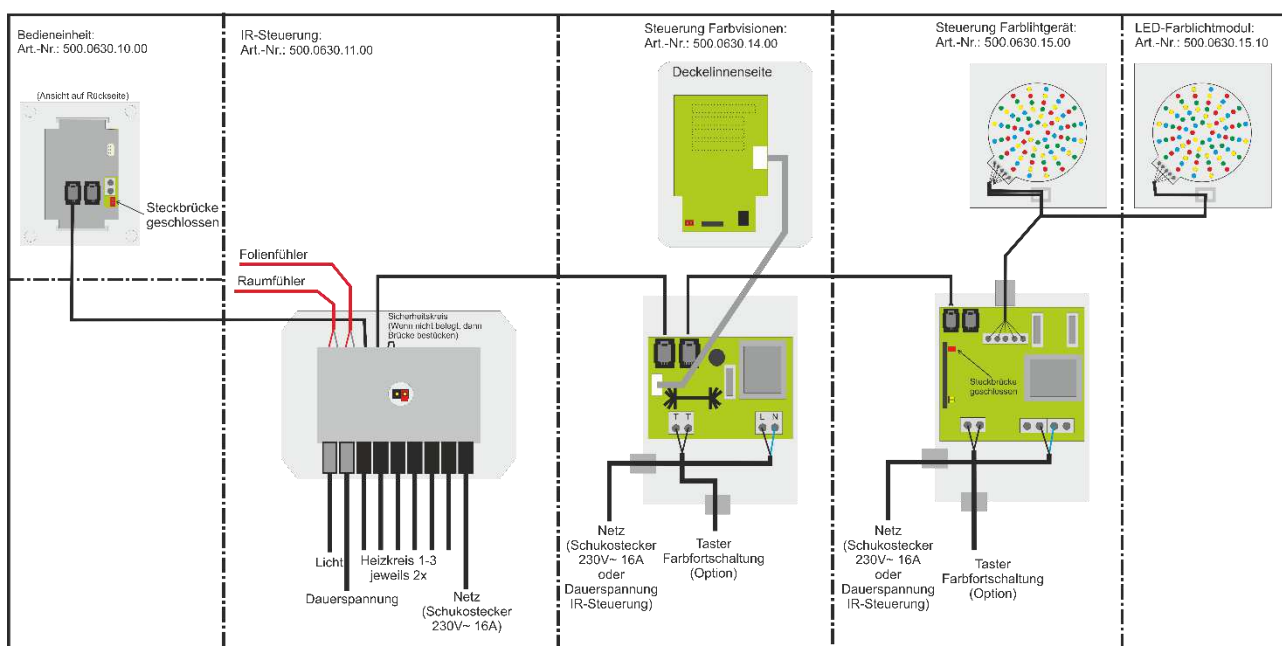 Bedieneinheit:
Art.-Nr.: 500.0630.10.00
IR-Steuerung:
Art.-Nr.: 500.0630.11.00
Steuerung Farbvisionen:
Art.-Nr.: 500.0630.14.00
Steuerung Farblihtgerät:
Art.-Nr.: 500.0630.15.00
LED-Farblichtmodul:
Art.-Nr.: 500.0630.15.10
(Ansicht auf Rückseite)
Steckbrücke
geschlossen
Deckelinnenseite
Folienfühler
Raumfühler
Sicherheitskreis
(Wenn nicht belegt, dann
Brücke bestücken)
Steckbrücke
geschlossen
T T
L N
Licht
Dauerspannung
Heizkreis 1-3
jeweils 2x
Netz
(Schukostecker
230V~ 16A)
Netz
(Schukostecker
230V~ 16A
oder
Dauerspannung
IR-Steuerung)
Taster
Farbfortschaltung
(Option)
Netz
(Schukostecker
230V~ 16A
oder
Dauerspannung
IR-Steuerung)
Taster
Farbfortschaltung
(Option)